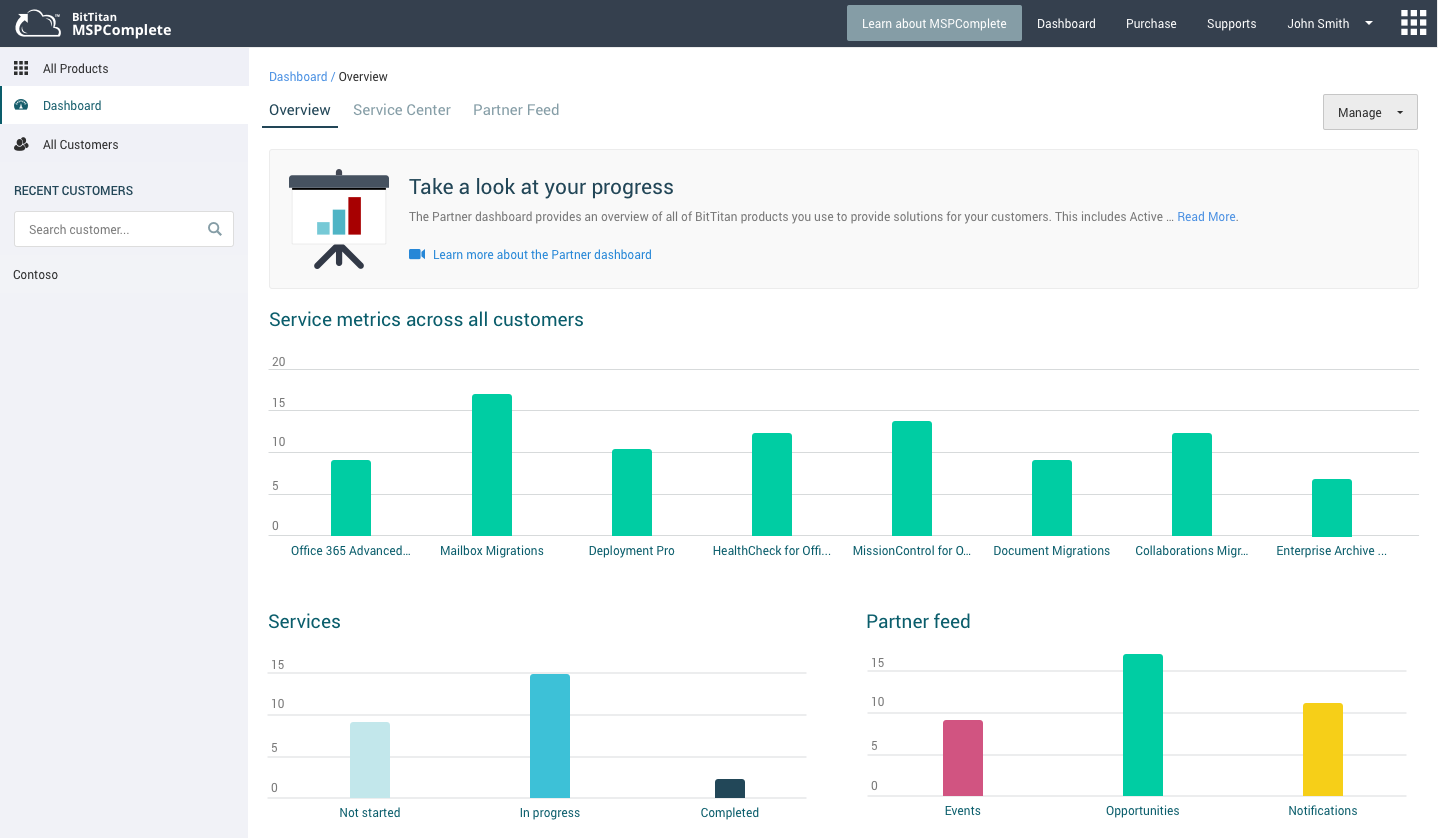 BitTitan
MSPComplete
Learn about MSPComplete
Dashboard
Purchase
Supports
John Smith
All Products
Dashboard
All Customers
RECENT CUSTOMERS
Search customer...
Contoso
Dashboard / Overview
Overview
Service Center
Partner Feed
Manage
Take a look at your progress
The Partner dashboard provides an overview of all of BitTitan products you use to provide solutions for your customers. This includes Active ... Read More.
Learn more about the Partner dashboard
Service metrics across all customers
20
15
10
5
0
Office 365 Advanced...
Mailbox Migrations
Deployment Pro
HealthCheck for Offi...
MissionControl for O...
Document Migrations
Collaborations Migr...
Enterprise Archive ...
Services
15
10
5
0
Not started
In progress
Completed
Partner feed
15
10
5
0
Events
Opportunities
Notifications